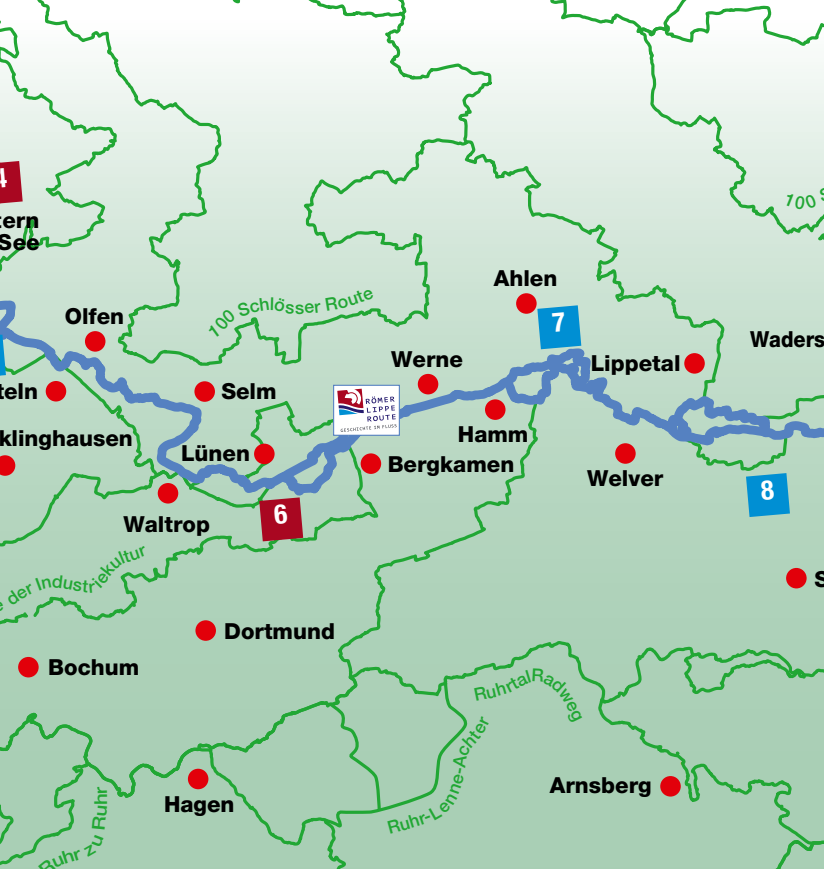 4
tern
See
100 S
Ahlen
Olfen
100 Schlösser Route
7
Waders
Werne
Lippetal
teln
Selm
RÖMER
LIPPE
ROUTE
GESCHICHTE IM FLUSS
Hamm
klinghausen
Lünen
Bergkamen
Welver
8
Waltrop
6
e der Industriekultur
S
Dortmund
Bochum
RuhrtalRadweg
Ruhr-Lenne-Achter
Arnsberg
Hagen
Ruhr zu Ruhr